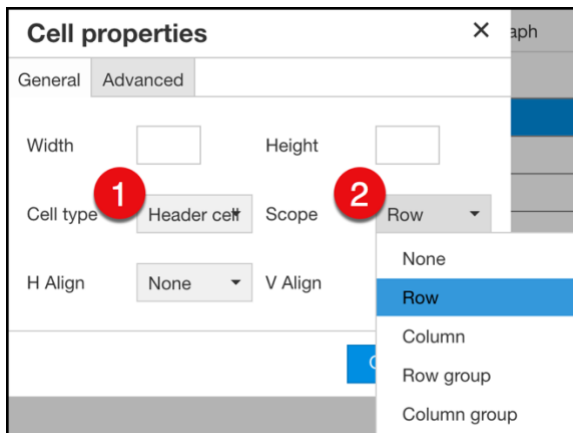 Cell properties
×
aph
General
Advanced
Width
Height
1
2
Cell type
Header cell
Scope
Row
H Align
None
V Align
None
Row
Column
Row group
Column group